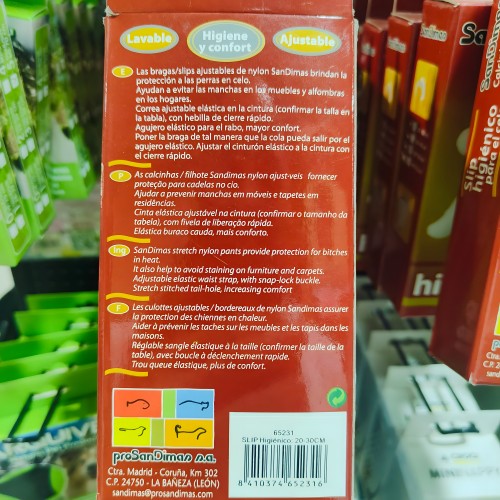 Lavable
Higiene
y confort
Ajustable
E Las bragas/slips ajustables de nylon SanDimas brindan la
protección a las perras en celo.
Ayudan a evitar las manchas en los muebles y alfombras
en los hogares.
Correa ajustable elástica en la cintura (confirmar la talla en
la tabla), con hebilla de cierre rápido.
Agujero elástico para el rabo, mayor confort.
Poner la braga de tal manera que la cola pueda salir por el
agujero elástico. Ajustar el cinturón elástico a la cintura con
el cierre rápido.
P As calcinhas / filhote Sandimas nylon ajust-veis fornecer
proteção para cadelas no cio.
Ajudar a prevenir manchas em móveis e tapetes em
residências.
Cinta elástico ajustável na cintura (confirmar o tamanho da
tabela), com fivela de liberação rápida.
Elástica buraco cauda, mais conforto.
Ing SanDimas stretch nylon pants provide protection for bitches
in heat.
It also help to avoid staining on furniture and carpets.
Adjustable elastic waist strap, with snap-lock buckle.
Stretch stitched tail-hole, increasing comfort
F Les culottes ajustables / bordereaux de nylon Sandimas assurer
la protection des chiennes en chaleur.
Aider à prévenir les taches sur les meubles et les tapis dans les
maisons.
Réglable sangle élastique à la taille (confirmer la taille de la
table), avec boucle à déclenchement rapide.
Trou queue élastique, plus de confort.
proSanDimas s.a.
Ctra. Madrid - Coruña, Km 302
C.P. 24750 - LA BAÑEZA (LEÓN)
sandimas@prosandimas.com
65231
SLIP Higiénico: 20-30CM
8 410374 652316
Slip
higiénico
hi